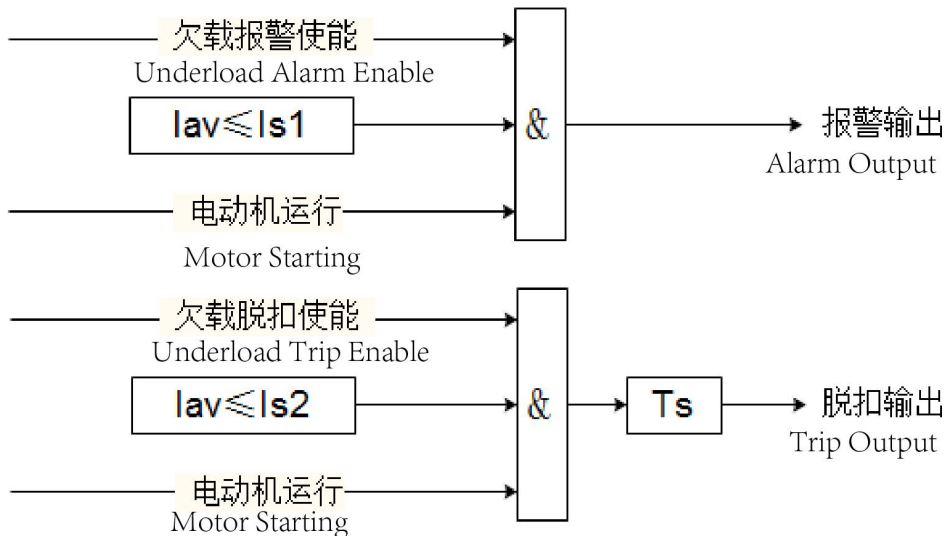 欠载报警使能
Underload Alarm Enable
Iav≤Is1
&
报警输出
Alarm Output
电动机运行
Motor Starting
欠载脱扣使能
Underload Trip Enable
Iav≤Is2
&
Ts
脱扣输出
Trip Output
电动机运行
Motor Starting